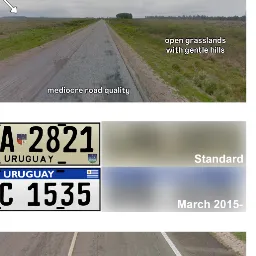 open grasslands
with gentle hills
mediocre road quality
A 2821
URUGUAY
Standard
URUGUAY
C 1535
March 2015-